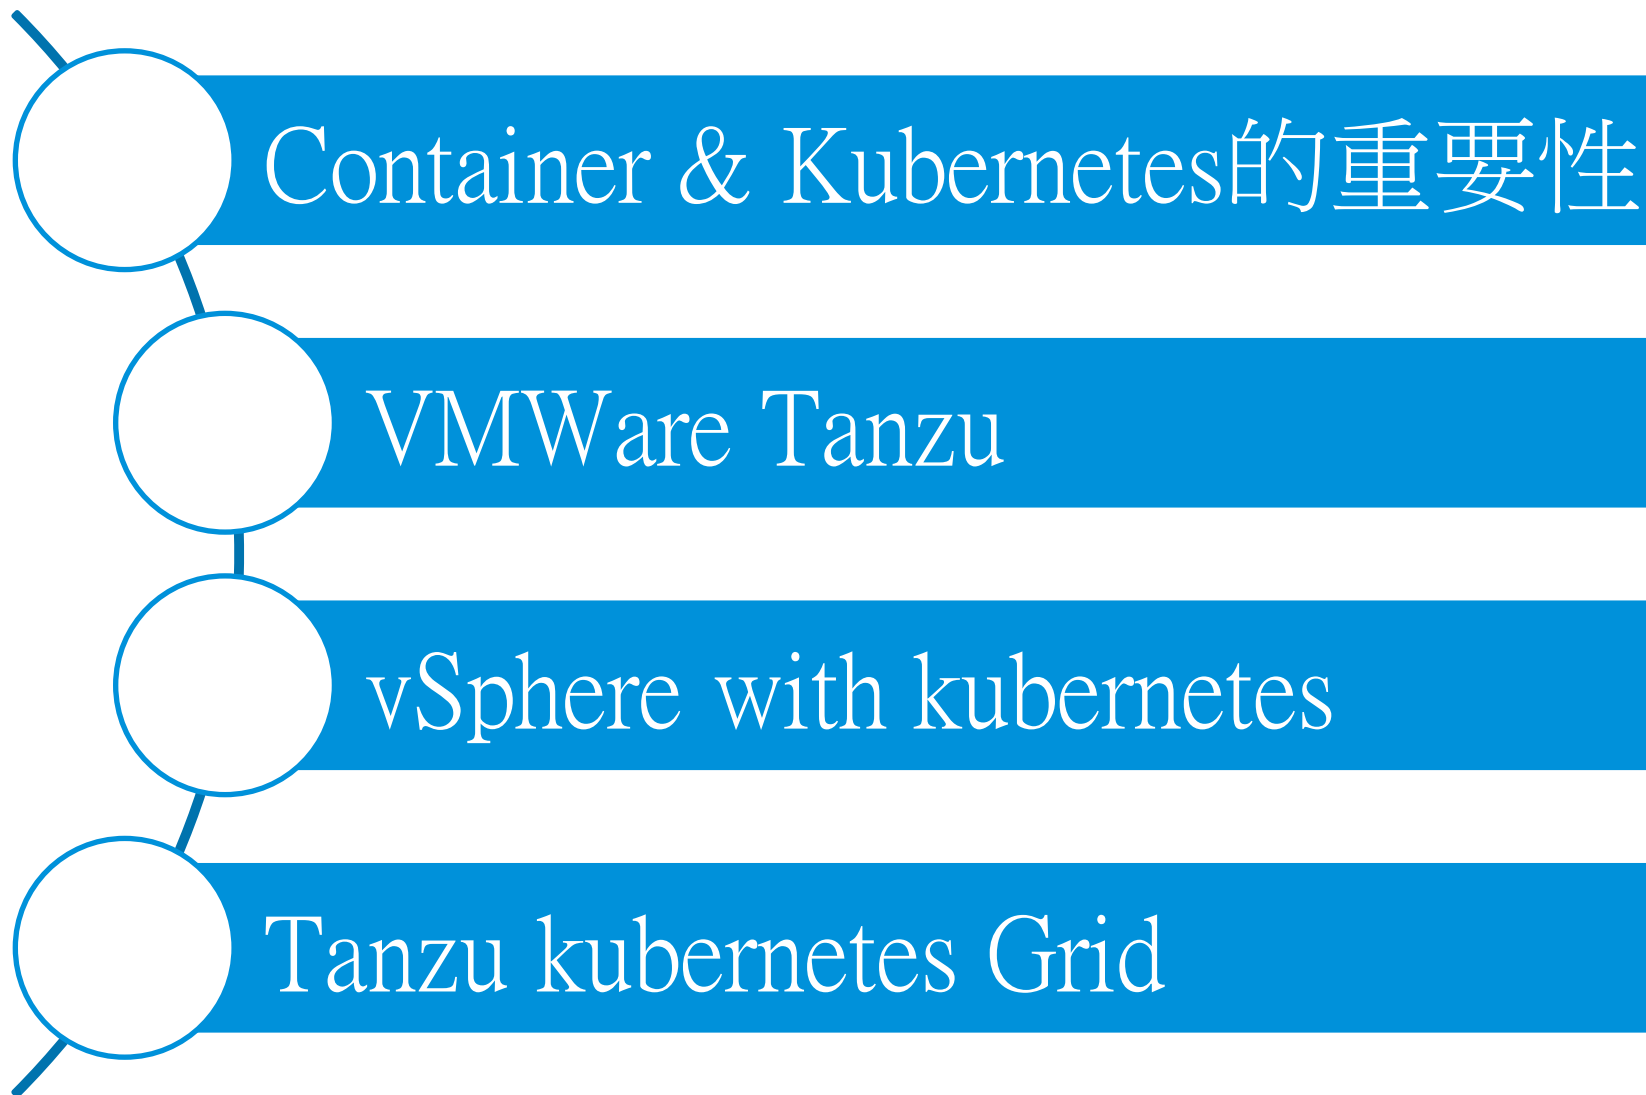 Container & Kubernetes的重要性
VMWare Tanzu
vSphere with kubernetes
Tanzu kubernetes Grid